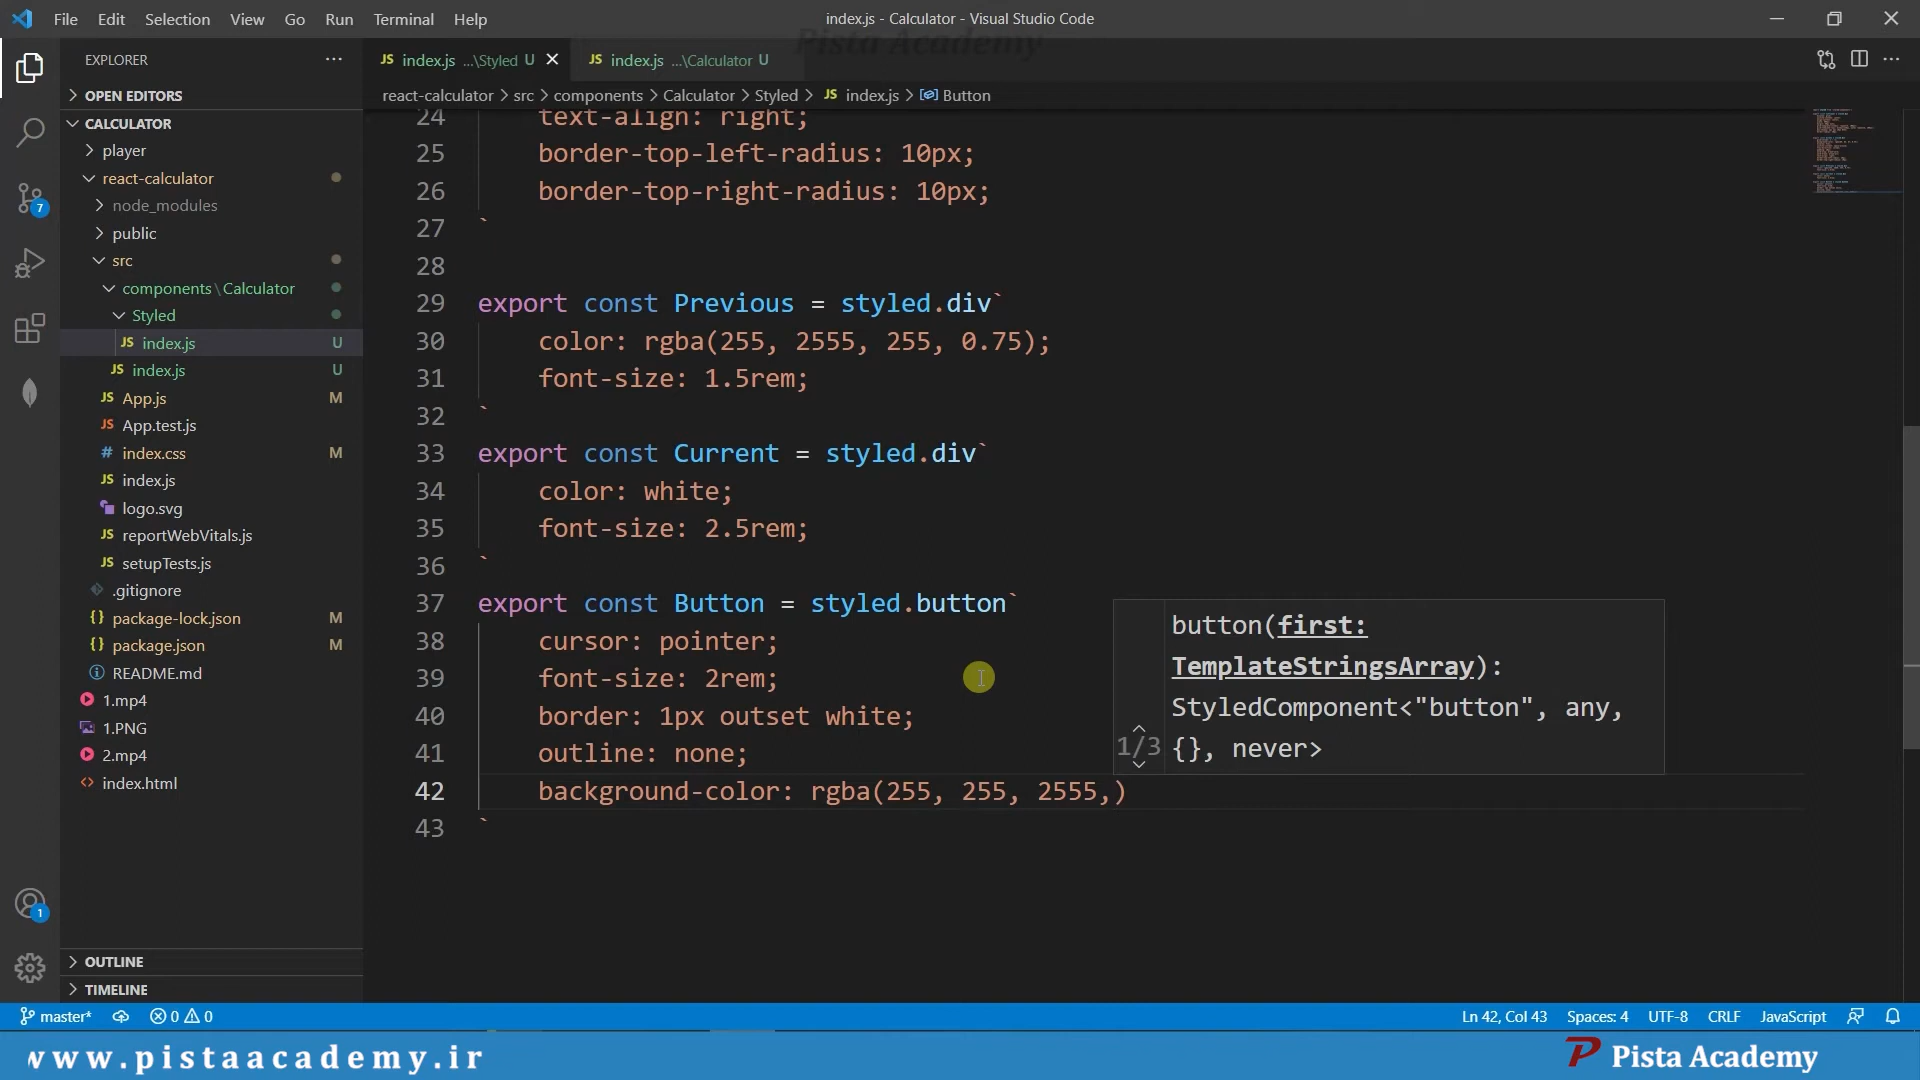 File Edit Selection View Go Run Terminal Help
index.js - Calculator - Visual Studio Code
Pista Academy
EXPLORER
index.js ...\Styled U
index.js ...\Calculator U
OPEN EDITORS
react-calculator > src > components > Calculator > Styled > JS index.js > Button
CALCULATOR
player
react-calculator
node_modules
public
src
components \ Calculator
Styled
JS index.js U
JS index.js U
JS App.js M
JS App.test.js
# index.css M
JS index.js
logo.svg
JS reportWebVitals.js
JS setupTests.js
.gitignore
{} package-lock.json M
{} package.json M
README.md
1.mp4
1.PNG
2.mp4
<> index.html
OUTLINE
TIMELINE
7
1
24 text-align: right;
25 border-top-left-radius: 10px;
26 border-top-right-radius: 10px;
27 `
28
29 export const Previous = styled.div`
30 color: rgba(255, 2555, 255, 0.75);
31 font-size: 1.5rem;
32 `
33 export const Current = styled.div`
34 color: white;
35 font-size: 2.5rem;
36 `
37 export const Button = styled.button`
38 cursor: pointer;
39 font-size: 2rem;
40 border: 1px outset white;
41 outline: none;
42 background-color: rgba(255, 255, 2555,)
43 `
button(first:
TemplateStringsArray):
StyledComponent<"button", any,
1/3 {}, never>
master* 0 0
Ln 42, Col 43 Spaces: 4 UTF-8 CRLF JavaScript
www.pistaacademy.ir
Pista Academy